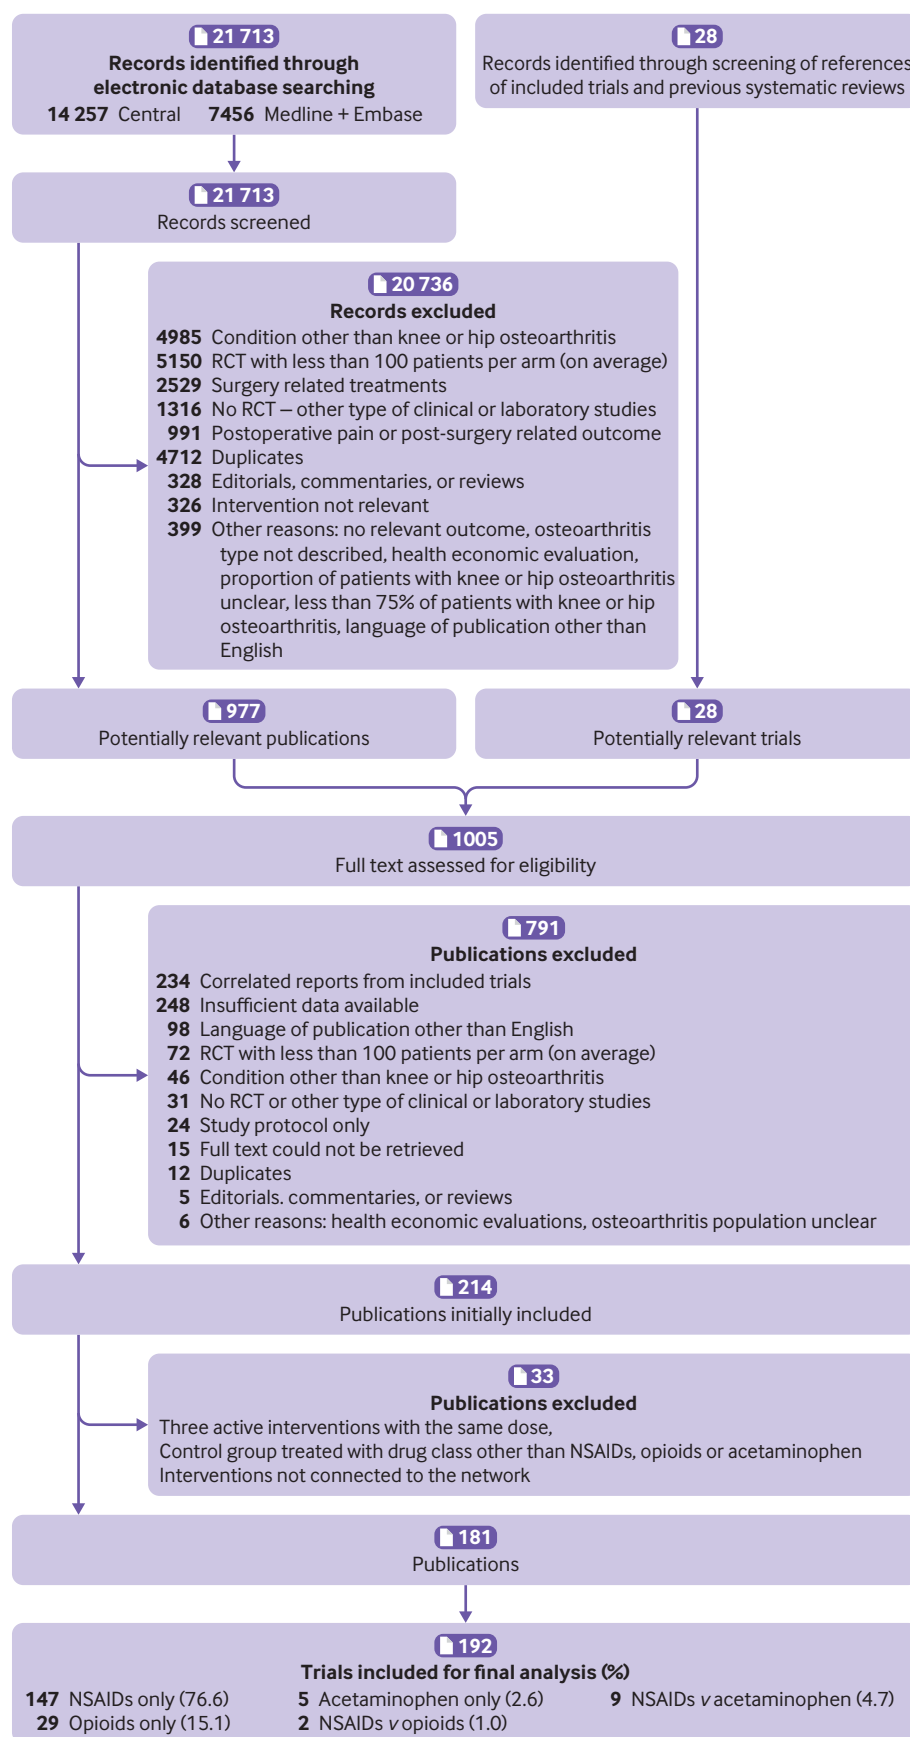 21 713
Records identified through
electronic database searching
14 257 Central 7456 Medline + Embase
28
Records identified through screening of references
of included trials and previous systematic reviews
21 713
Records screened
20 736
Records excluded
4985 Condition other than knee or hip osteoarthritis
5150 RCT with less than 100 patients per arm (on average)
2529 Surgery related treatments
1316 No RCT – other type of clinical or laboratory studies
991 Postoperative pain or post-surgery related outcome
4712 Duplicates
328 Editorials, commentaries, or reviews
326 Intervention not relevant
399 Other reasons: no relevant outcome, osteoarthritis
type not described, health economic evaluation,
proportion of patients with knee or hip osteoarthritis
unclear, less than 75% of patients with knee or hip
osteoarthritis, language of publication other than
English
977
Potentially relevant publications
28
Potentially relevant trials
1005
Full text assessed for eligibility
791
Publications excluded
234 Correlated reports from included trials
248 Insufficient data available
98 Language of publication other than English
72 RCT with less than 100 patients per arm (on average)
46 Condition other than knee or hip osteoarthritis
31 No RCT or other type of clinical or laboratory studies
24 Study protocol only
15 Full text could not be retrieved
12 Duplicates
5 Editorials. commentaries, or reviews
6 Other reasons: health economic evaluations, osteoarthritis population unclear
214
Publications initially included
33
Publications excluded
Three active interventions with the same dose,
Control group treated with drug class other than NSAIDs, opioids or acetaminophen
Interventions not connected to the network
181
Publications
192
Trials included for final analysis (%)
147 NSAIDs only (76.6) 5 Acetaminophen only (2.6) 9 NSAIDs v acetaminophen (4.7)
29 Opioids only (15.1) 2 NSAIDs v opioids (1.0)